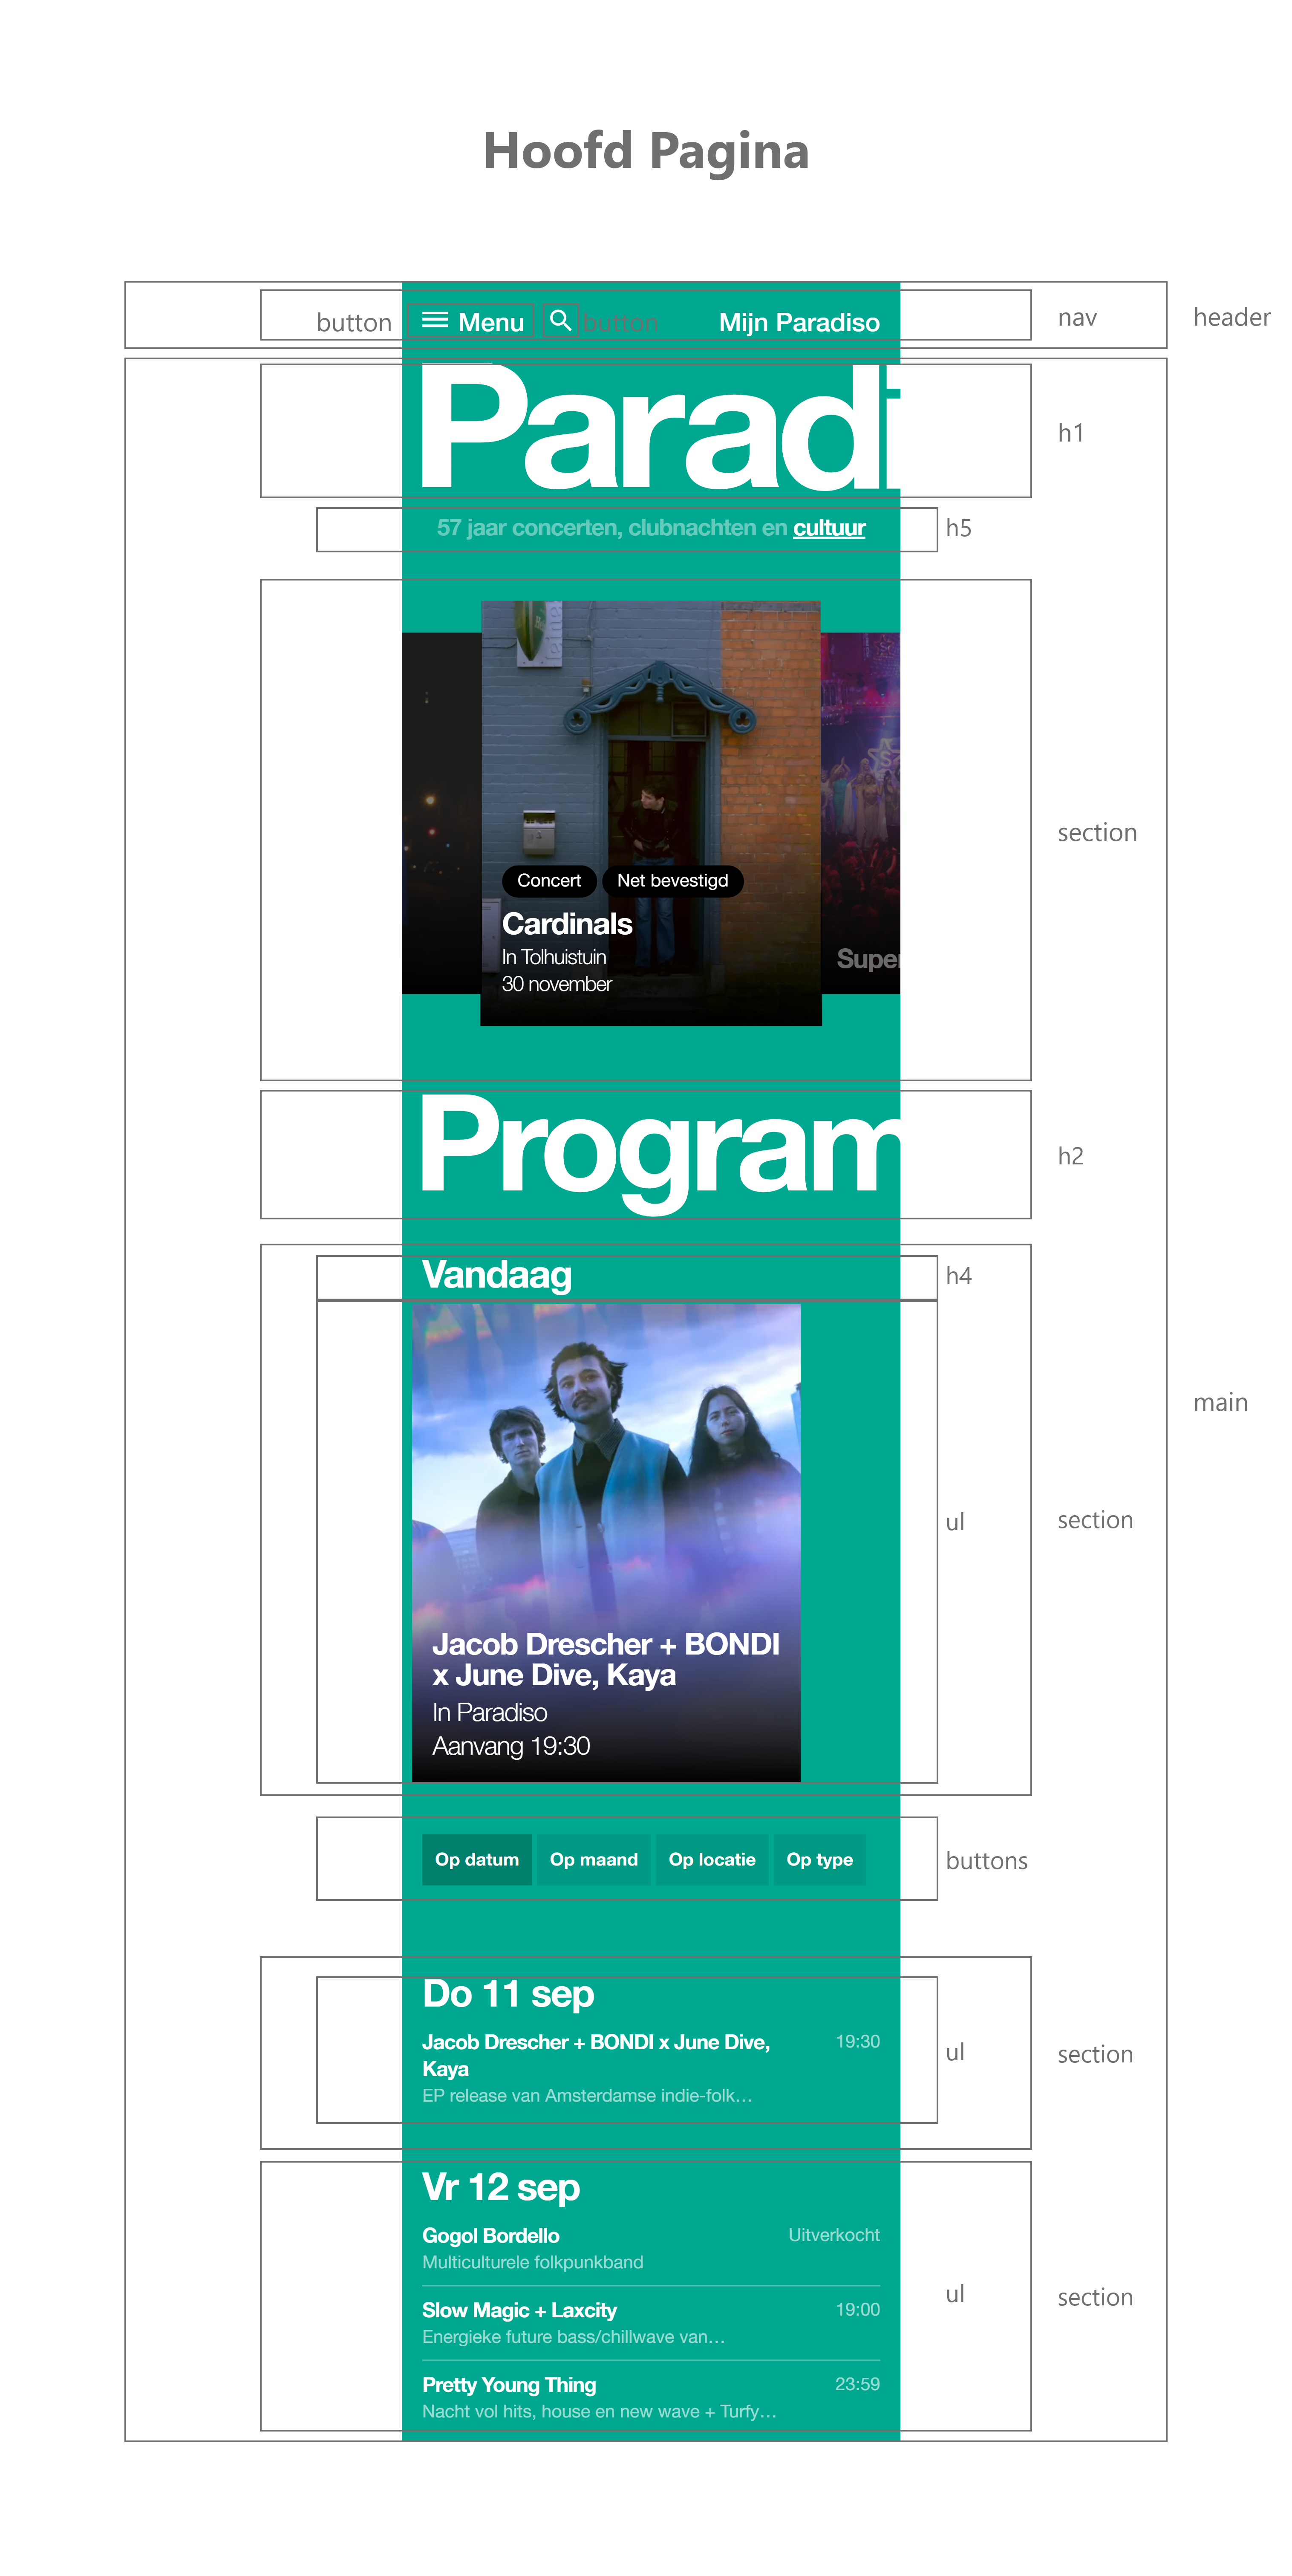 Hoofd Pagina
button Menu button Mijn Paradiso nav header
Paradi h1
57 jaar concerten, clubnachten en cultuur h5
section
Concert Net bevestigd
Cardinals
In Tolhuistuin
30 november
Super
Program h2
Vandaag h4
main
ul section
Jacob Drescher + BONDI
x June Dive, Kaya
In Paradiso
Aanvang 19:30
Op datum Op maand Op locatie Op type buttons
Do 11 sep
Jacob Drescher + BONDI x June Dive, 19:30
Kaya
ul section
EP release van Amsterdamse indie-folk…
Vr 12 sep
Gogol Bordello Uitverkocht
Multiculturele folkpunkband
ul section
Slow Magic + Laxcity 19:00
Energieke future bass/chillwave van…
Pretty Young Thing 23:59
Nacht vol hits, house en new wave + Turfy…